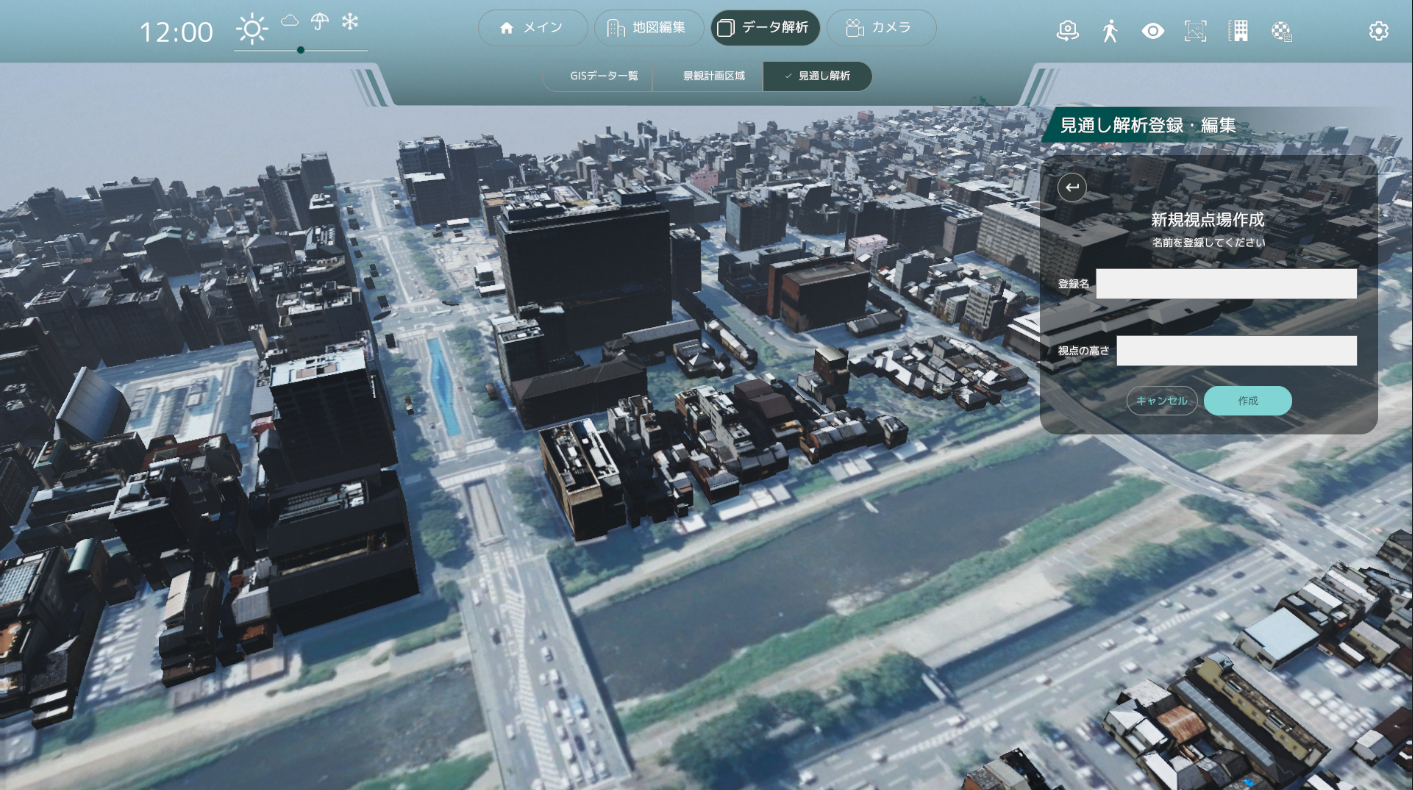 12:00
メイン
地図編集
データ解析
カメラ
GISデータ一覧
景観計画区域
見通し解析
見通し解析登録・編集
新規視点場作成
名前を登録してください
登録名
視点の高さ
キャンセル
作成